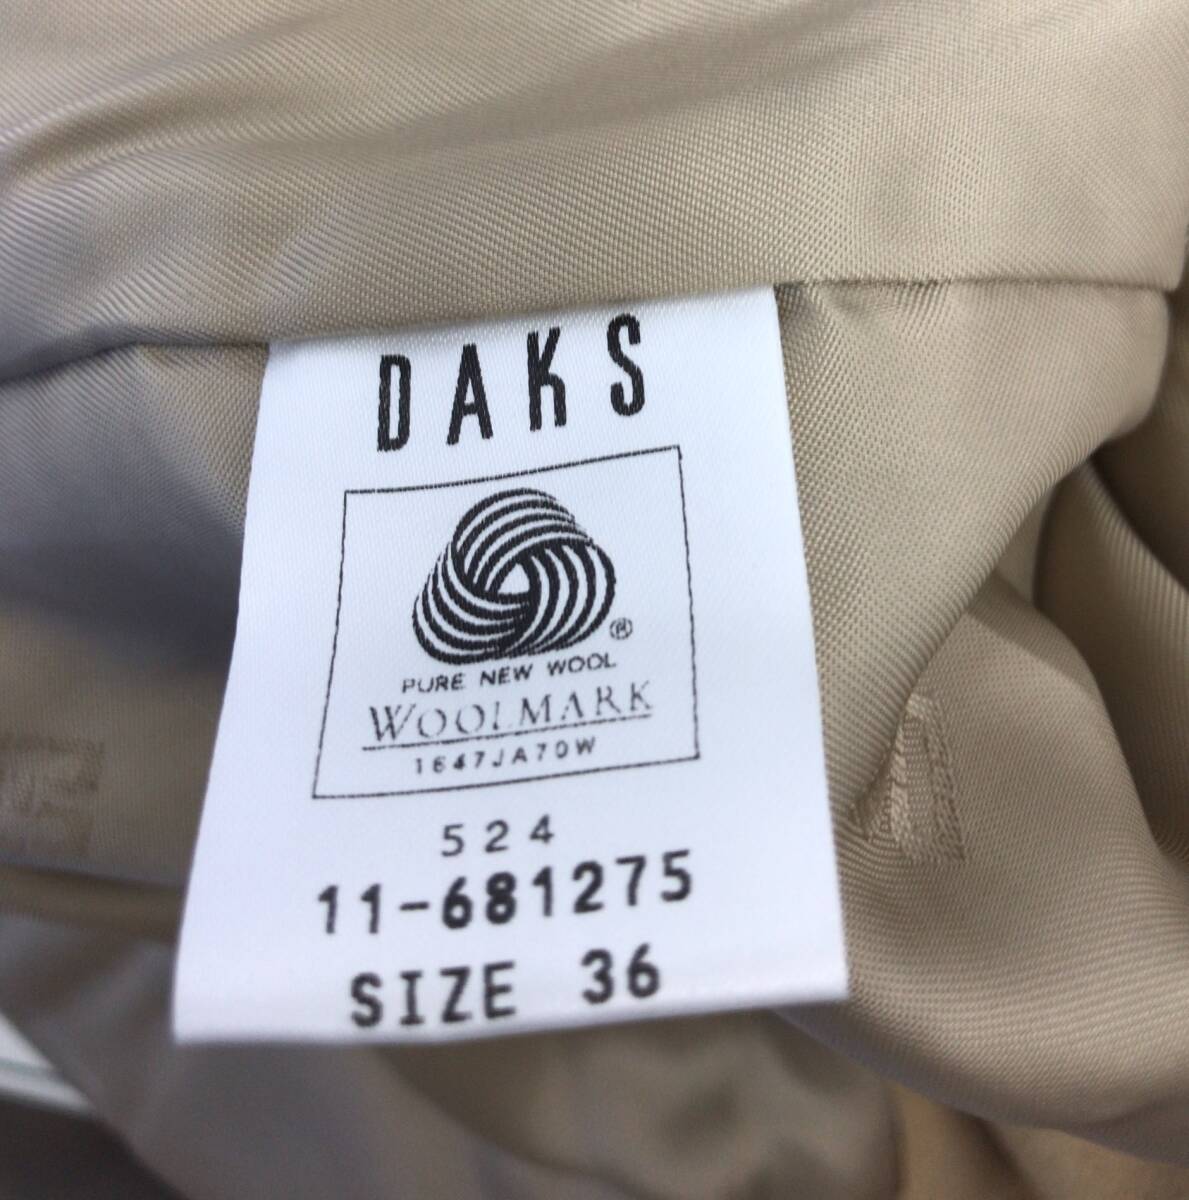 DAKS
®
PURE NEW WOOL
WOOLMARK
1647JA70W
524
11-681275
SIZE 36